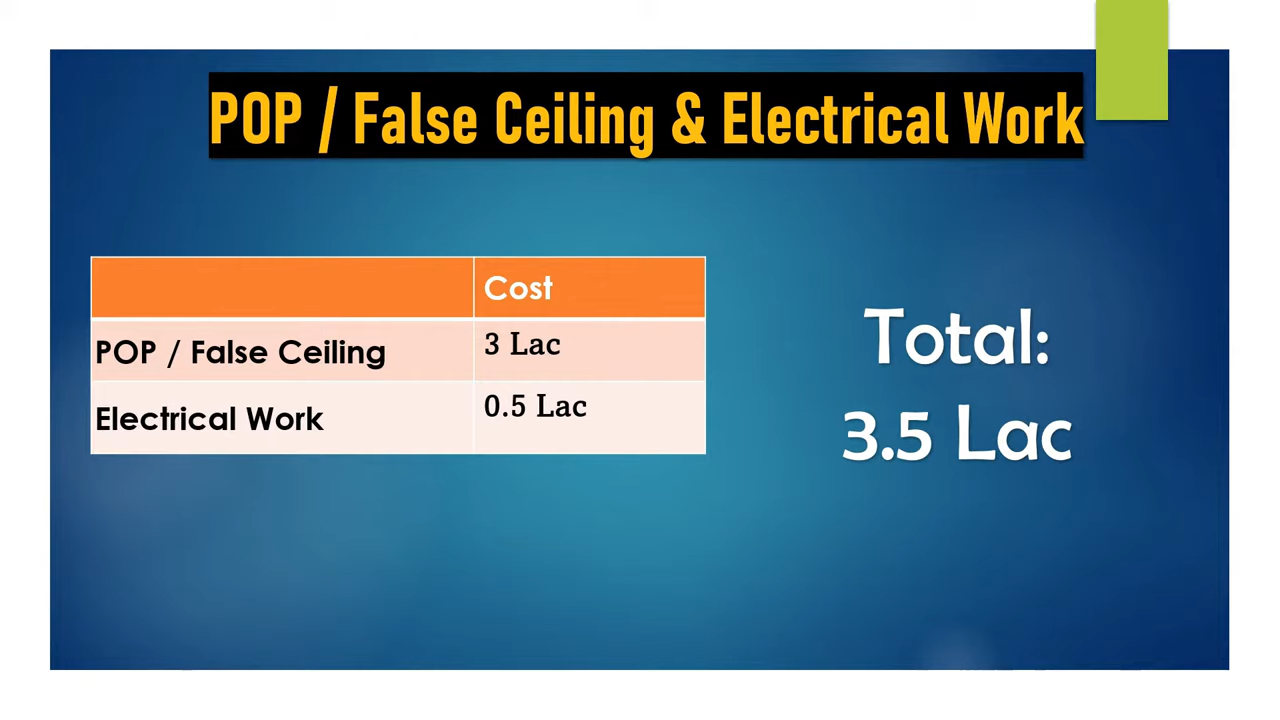 POP / False Ceiling & Electrical Work
Cost
POP / False Ceiling 3 Lac
Electrical Work 0.5 Lac
Total:
3.5 Lac